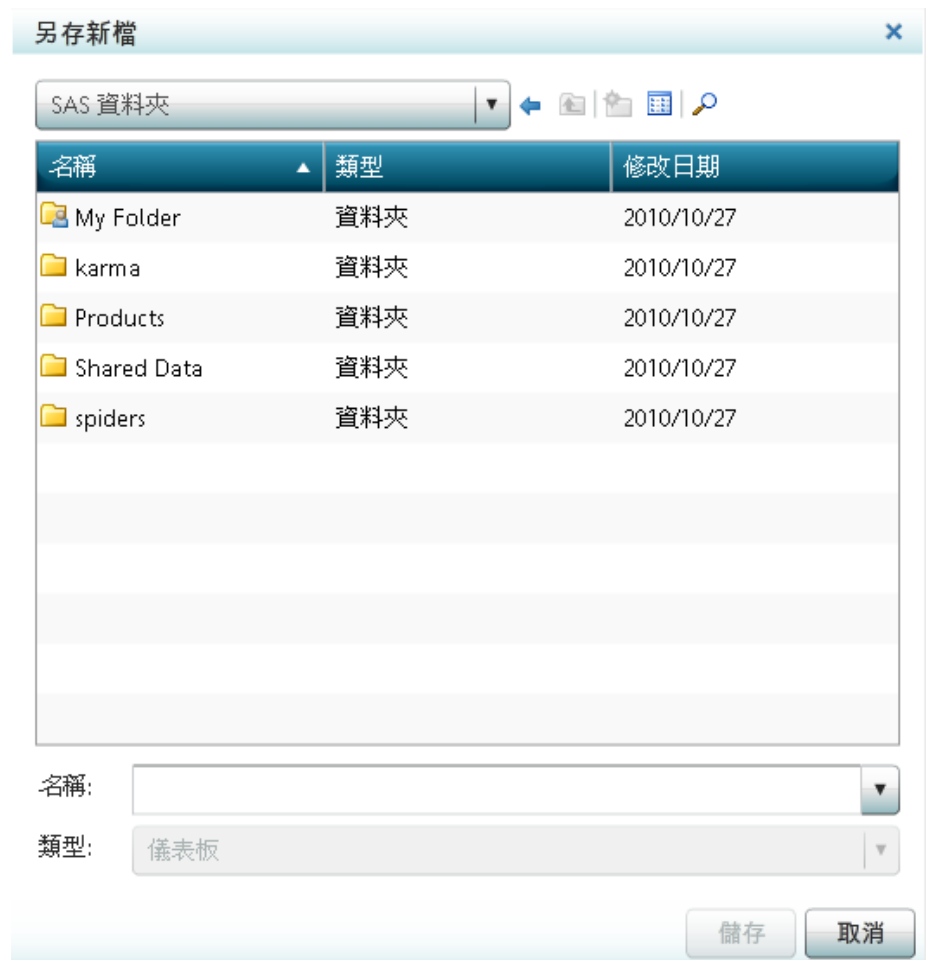 另存新檔
SAS 資料夾
名稱 類型 修改日期
My Folder 資料夾 2010/10/27
karma 資料夾 2010/10/27
Products 資料夾 2010/10/27
Shared Data 資料夾 2010/10/27
spiders 資料夾 2010/10/27
名稱:
類型: 儀表板
儲存 取消